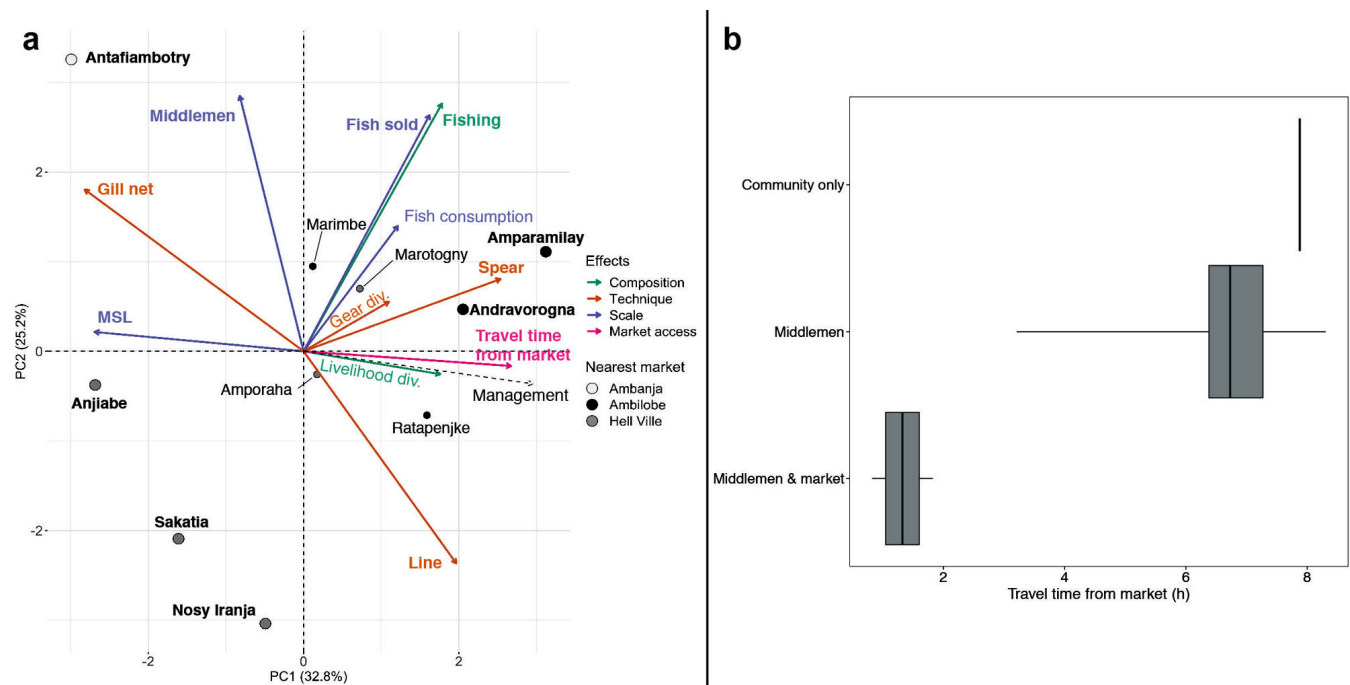 a
Antafiambotry
Middlemen
Fish sold
Fishing
Gill net
Marimbe
Fish consumption
Amparamilay
Marotogny
Spear
Gear div.
Andravorogna
MSL
Travel time
from market
Livelihood div.
Amporaha
Management
Anjiabe
Ratapenjke
Sakatia
Line
Nosy Iranja
PC2 (25.2%)
2
0
-2
-2
0
2
PC1 (32.8%)
Effects
Composition
Technique
Scale
Market access
Nearest market
Ambanja
Ambilobe
Hell Ville
b
Community only
Middlemen
Middlemen & market
2
4
6
8
Travel time from market (h)